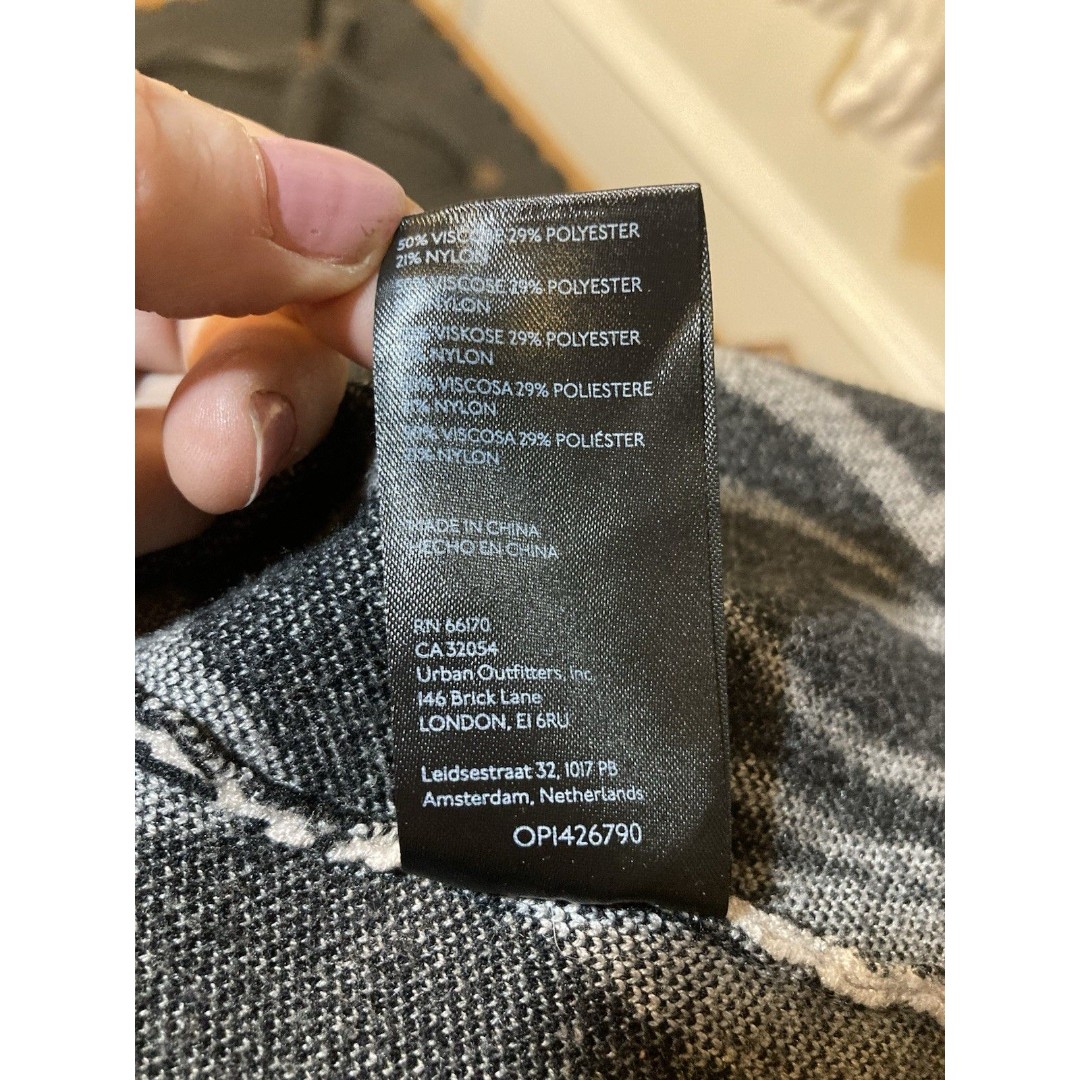 50% VISCOSE 29% POLYESTER
21% NYLON
VISCOSE 29% POLYESTER
NYLON
VISKOSE 29% POLYESTER
NYLON
VISCOSA 29% POLIESTERE
NYLON
VISCOSA 29% POLIÉSTER
21% NYLON
MADE IN CHINA
HECHO EN CHINA
RN 66170
CA 32054
Urban Outfitters, Inc
146 Brick Lane
LONDON, E1 6RU
Leidsestraat 32, 1017 PB
Amsterdam, Netherlands
OP1426790